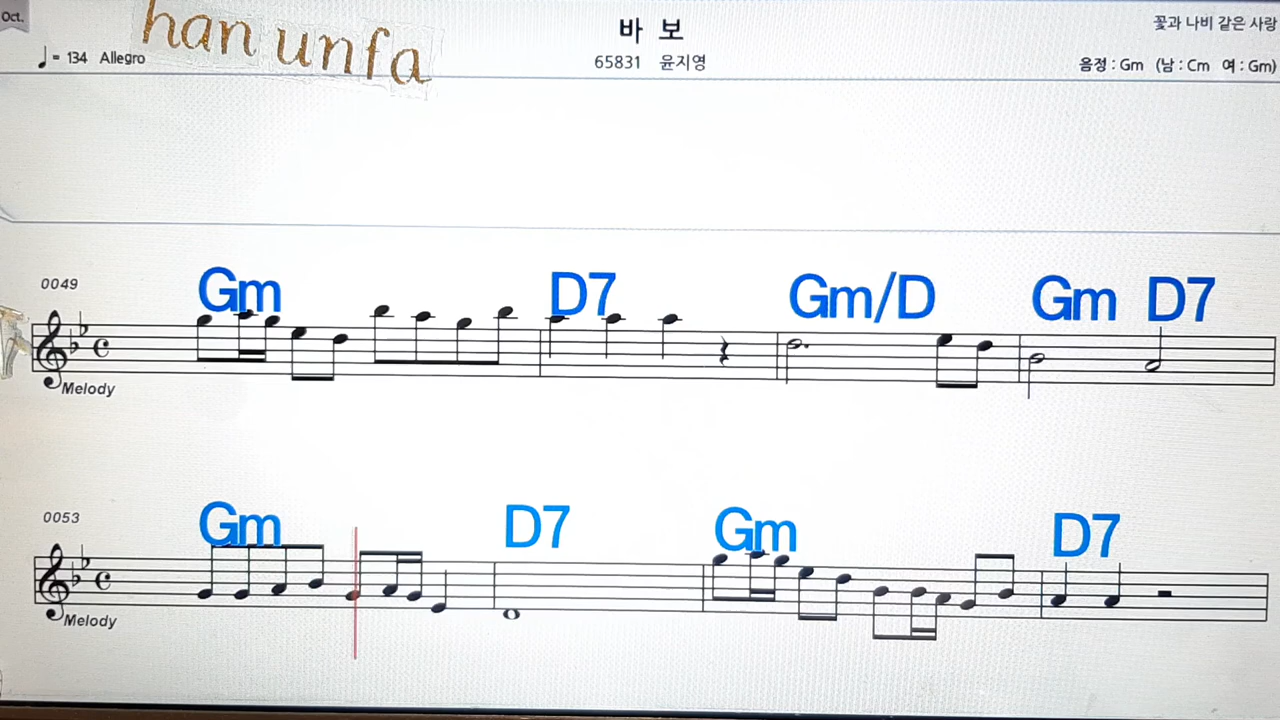 Oct.
han unfa
바 보
꽃과 나비 같은 사랑
♩= 134 Allegro
65831 윤지영
음정 : Gm (남 : Cm 여 : Gm)
0049
Gm D7 Gm/D Gm D7
Melody
0053
Gm D7 Gm D7
Melody